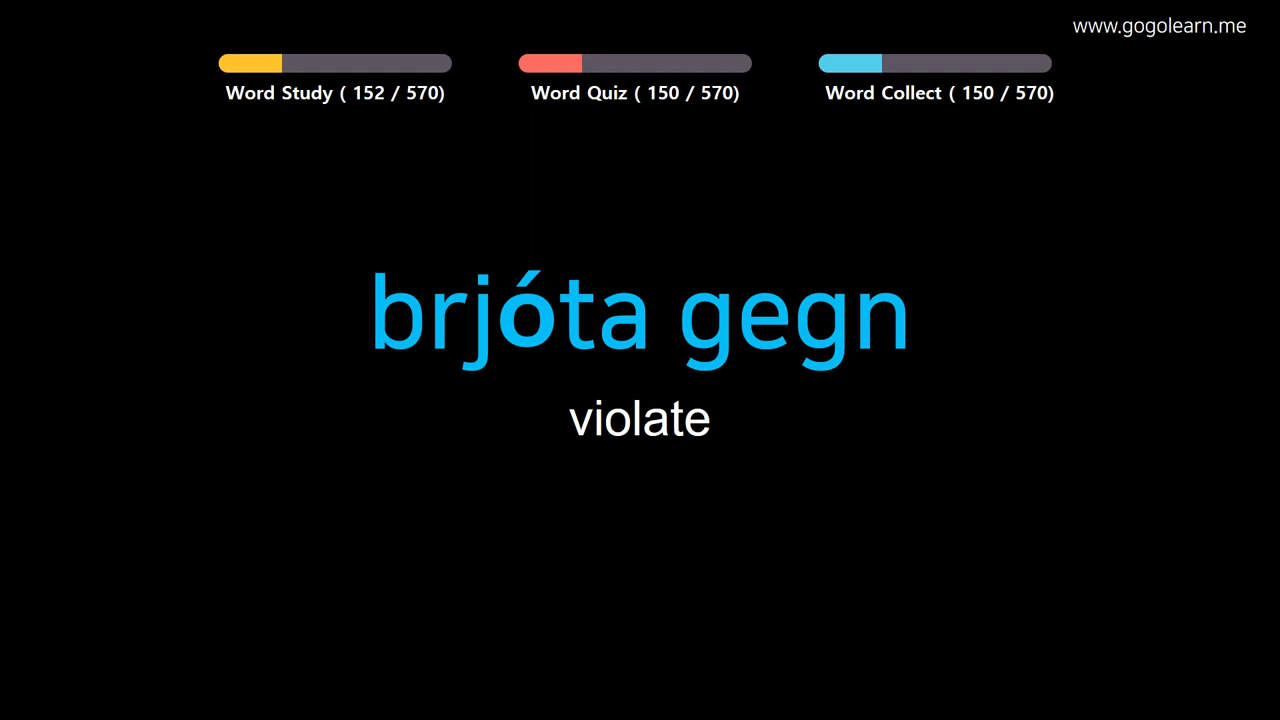 www.gogolearn.me
Word Study ( 152 / 570)
Word Quiz ( 150 / 570)
Word Collect ( 150 / 570)
brjóta gegn
violate